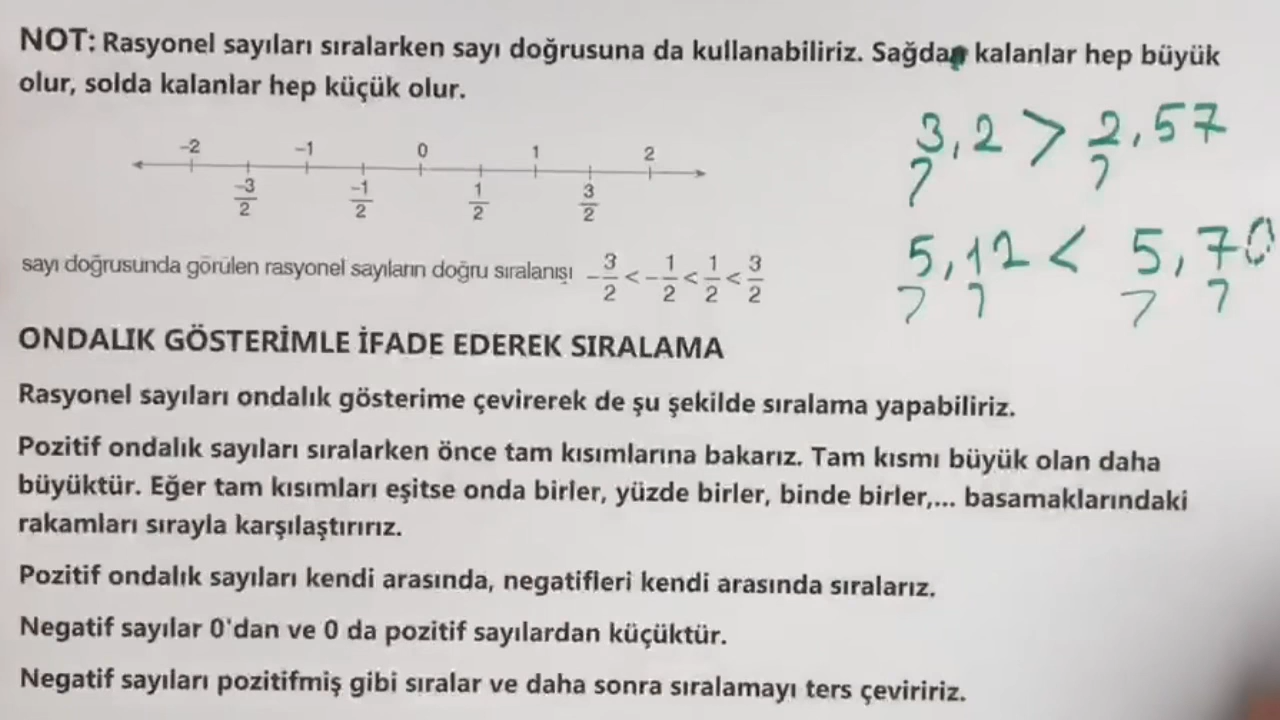 NOT: Rasyonel sayıları sıralarken sayı doğrusuna da kullanabiliriz. Sağdan kalanlar hep büyük
olur, solda kalanlar hep küçük olur.
3,2 > 2,57
-2 -1 0 1 2
-3/2 -1/2 1/2 3/2
5,12 < 5,70
sayı doğrusunda görülen rasyonel sayıların doğru sıralanışı -3/2 < -1/2 < 1/2 < 3/2
ONDALIK GÖSTERİMLE İFADE EDEREK SIRALAMA
Rasyonel sayıları ondalık gösterime çevirerek de şu şekilde sıralama yapabiliriz.
Pozitif ondalık sayıları sıralarken önce tam kısımlarına bakarız. Tam kısmı büyük olan daha
büyüktür. Eğer tam kısımları eşitse onda birler, yüzde birler, binde birler,... basamaklarındaki
rakamları sırayla karşılaştırırız.
Pozitif ondalık sayıları kendi arasında, negatifleri kendi arasında sıralarız.
Negatif sayılar 0'dan ve 0 da pozitif sayılardan küçüktür.
Negatif sayıları pozitifmiş gibi sıralar ve daha sonra sıralamayı ters çeviririz.